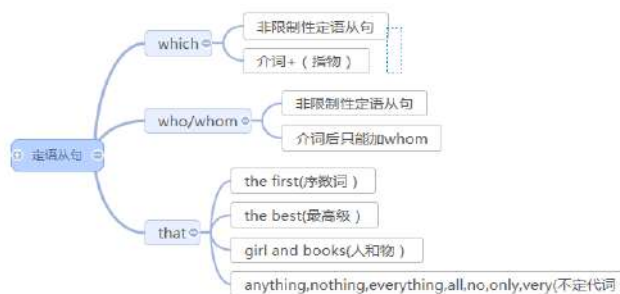 非限制性定语从句
which
介词+（指物）
非限制性定语从句
who/whom
介词后只能加whom
定语从句
the first(序数词）
the best(最高级）
that
girl and books(人和物）
anything,nothing,everything,all,no,only,very(不定代词